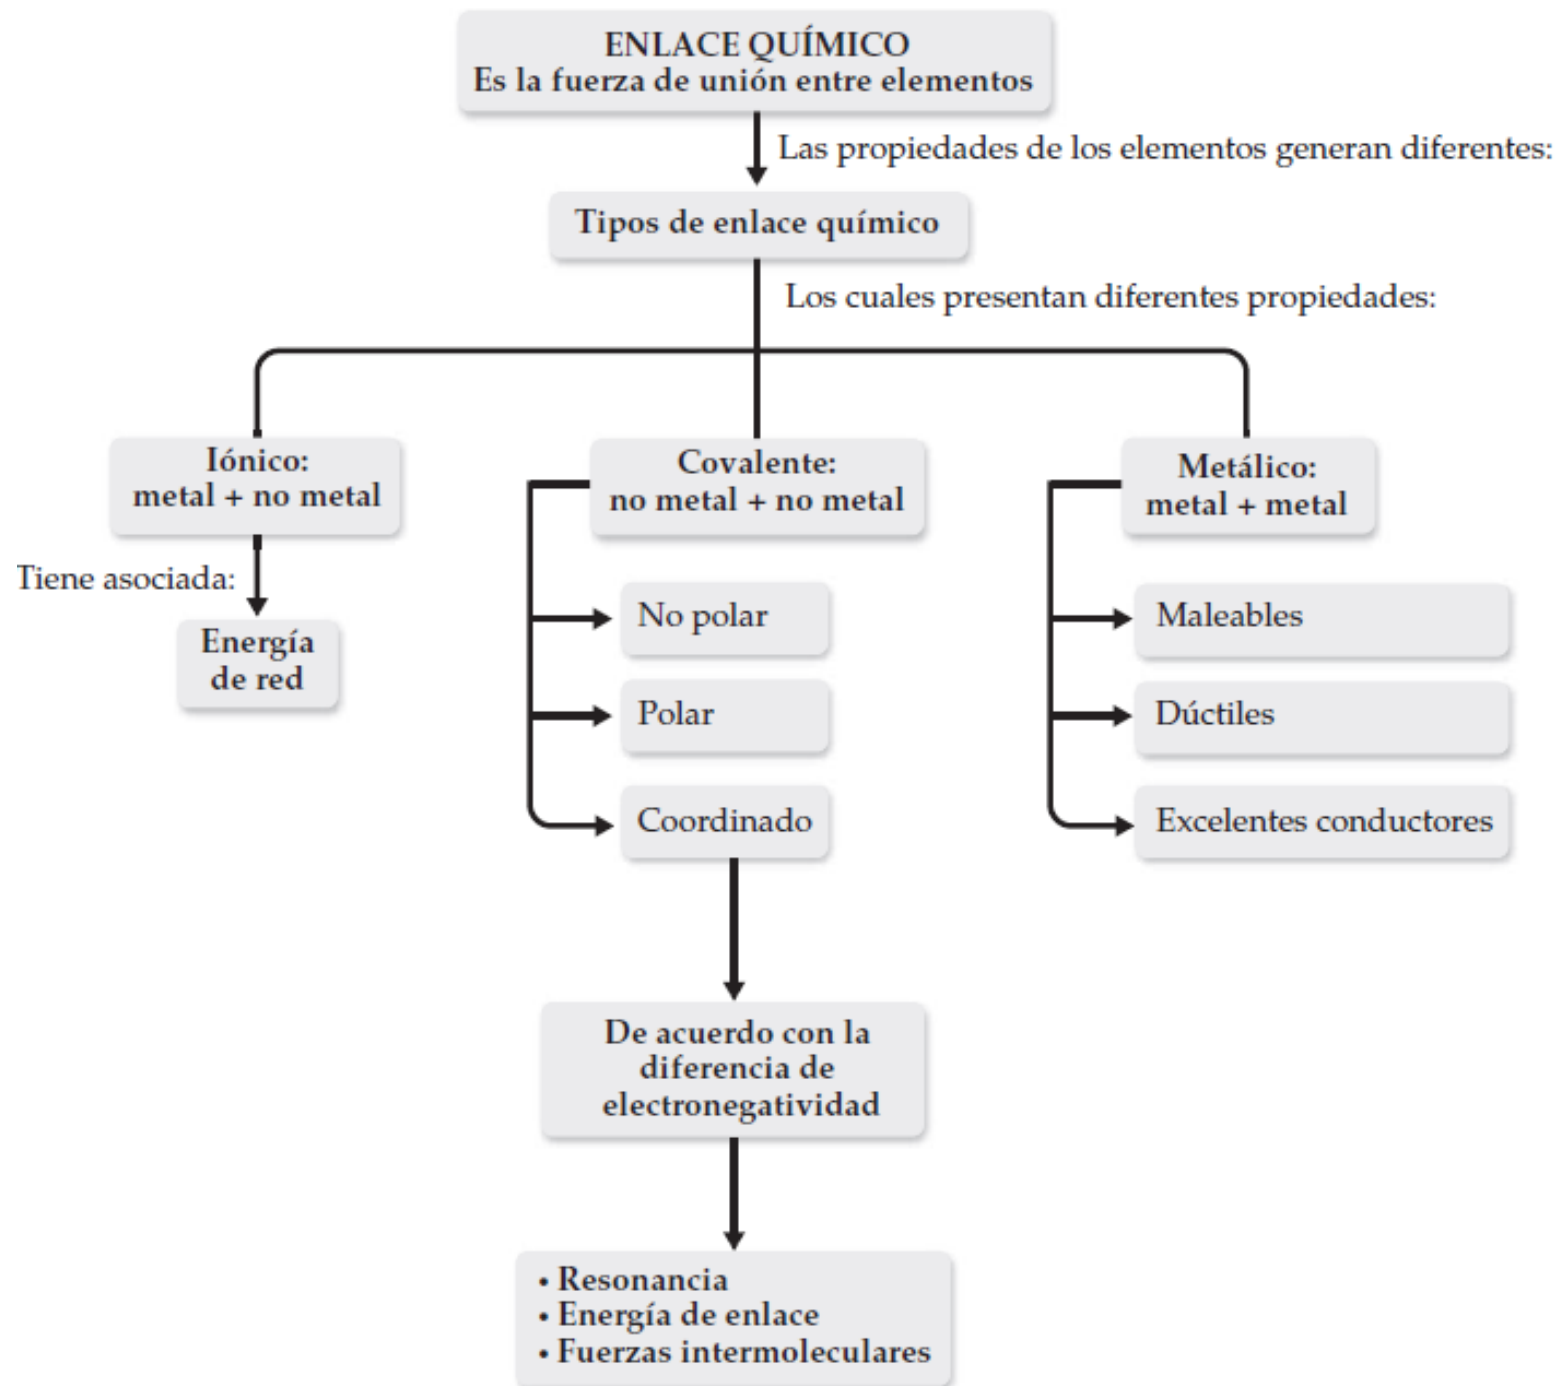 ENLACE QUÍMICO
Es la fuerza de unión entre elementos
Las propiedades de los elementos generan diferentes:
Tipos de enlace químico
Los cuales presentan diferentes propiedades:
Iónico:
metal + no metal
Tiene asociada:
Energía
de red
Covalente:
no metal + no metal
No polar
Polar
Coordinado
De acuerdo con la
diferencia de
electronegatividad
• Resonancia
• Energía de enlace
• Fuerzas intermoleculares
Metálico:
metal + metal
Maleables
Dúctiles
Excelentes conductores